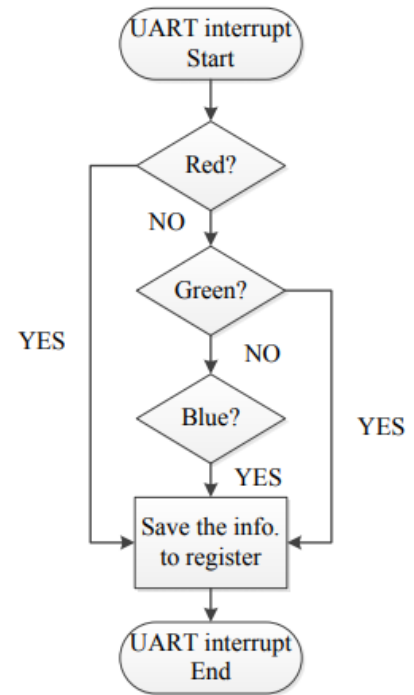 UART interrupt
Start
Red?
NO
Green?
YES
NO
Blue?
YES
YES
Save the info.
to register
UART interrupt
End